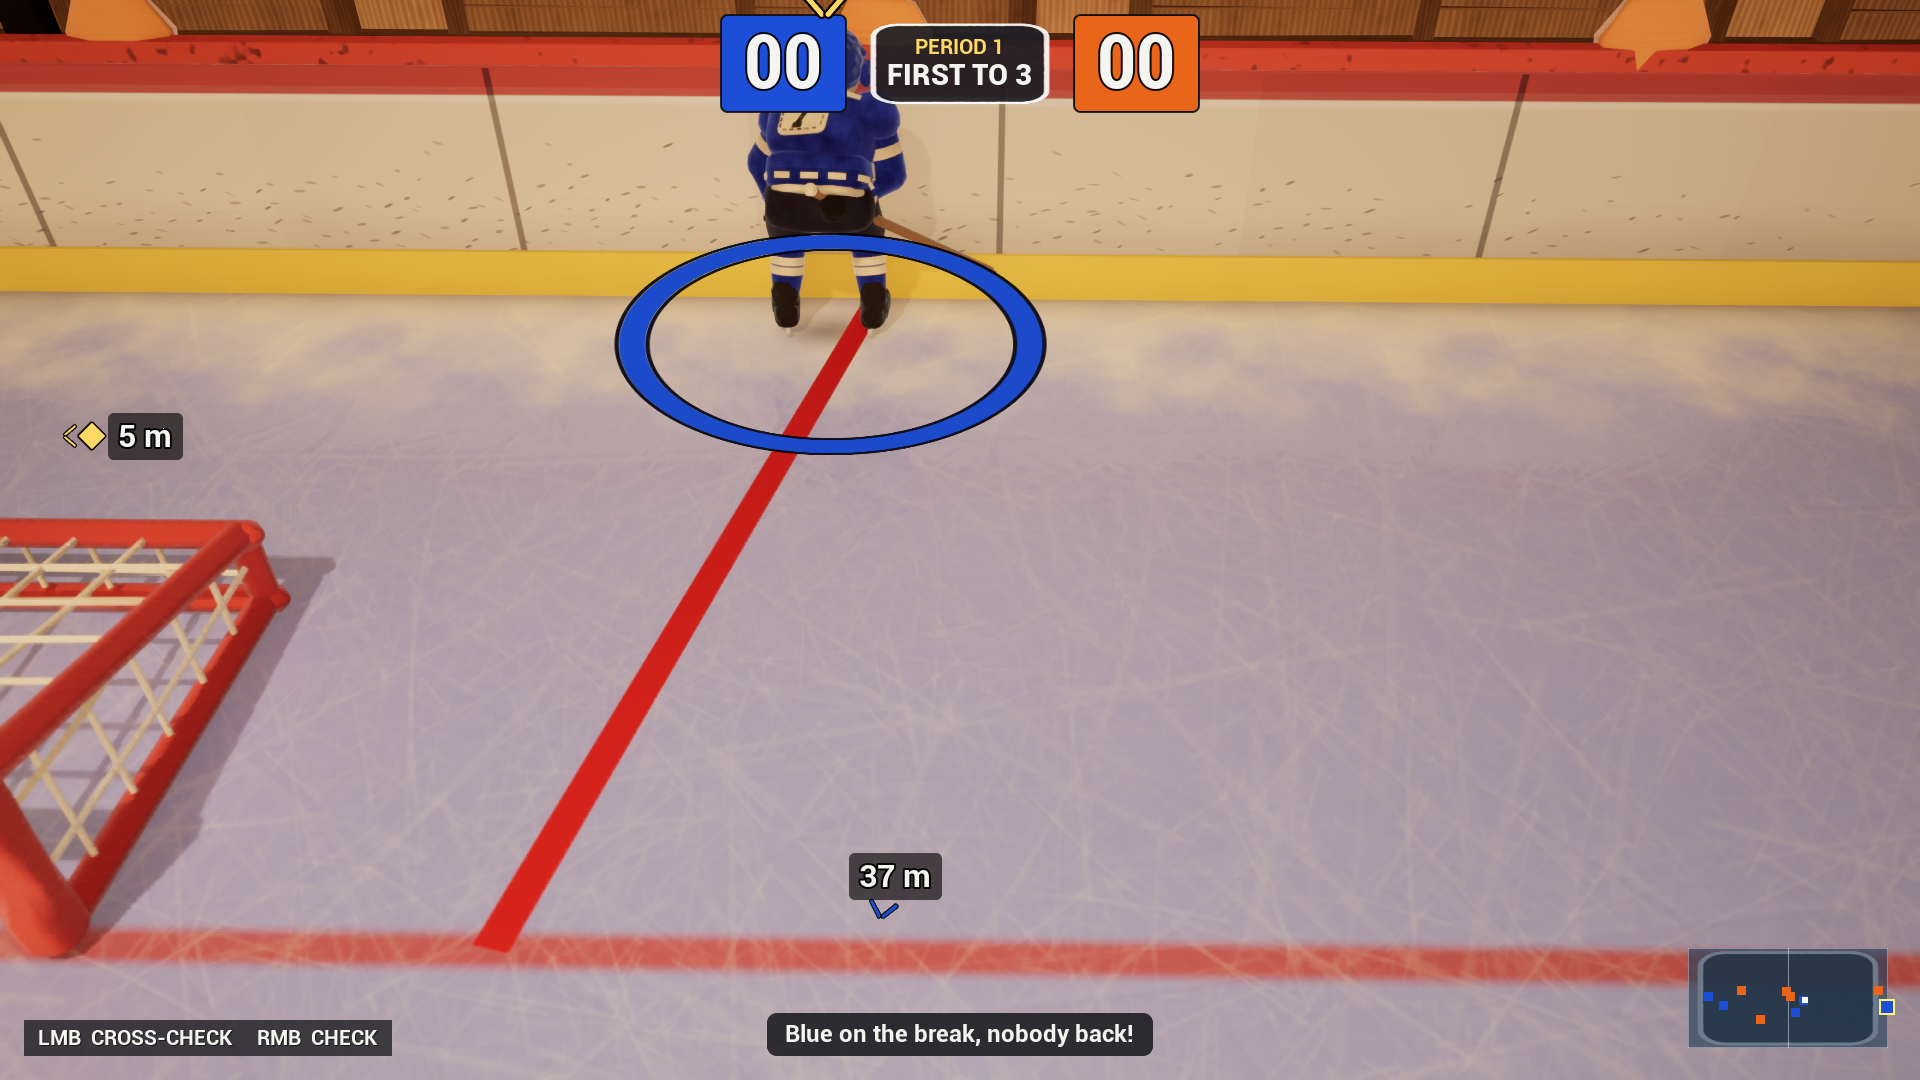 00
PERIOD 1
FIRST TO 3
00
5 m
37 m
LMB CROSS-CHECK RMB CHECK
Blue on the break, nobody back!